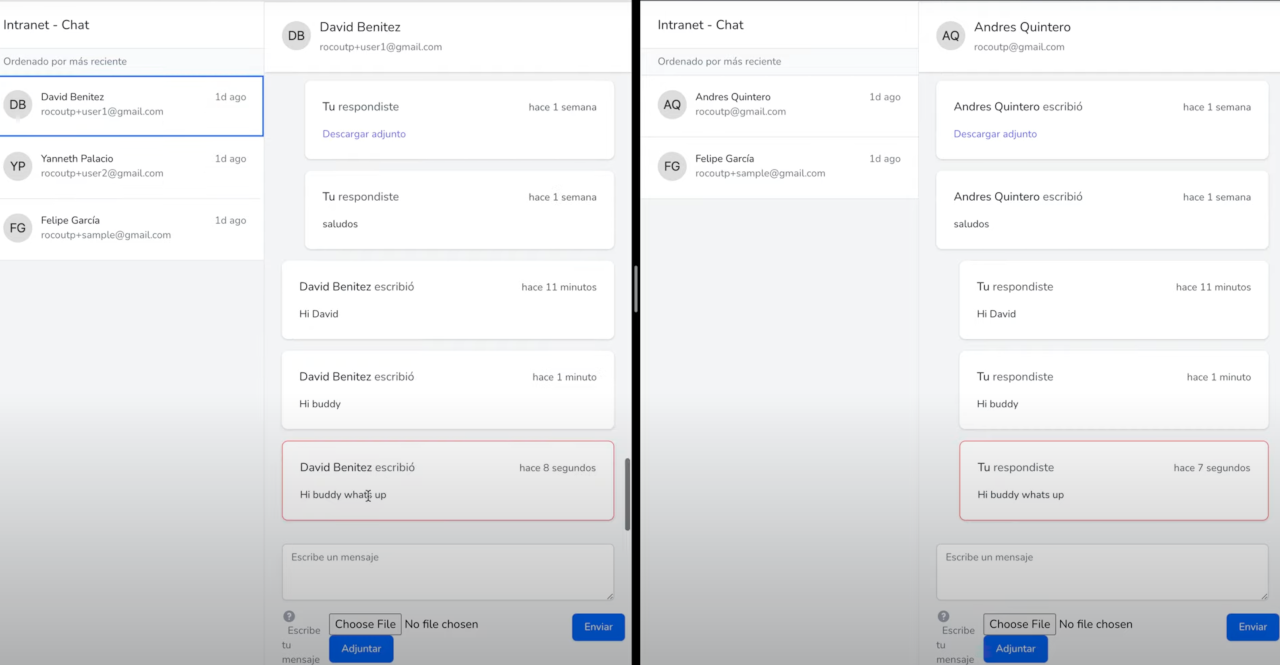 Intranet - Chat
Ordenado por más reciente
DB David Benitez 1d ago
rocoutp+user1@gmail.com
YP Yanneth Palacio 1d ago
rocoutp+user2@gmail.com
FG Felipe García 1d ago
rocoutp+sample@gmail.com
DB David Benitez
rocoutp+user1@gmail.com
Tu respondiste hace 1 semana
Descargar adjunto
Tu respondiste hace 1 semana
saludos
David Benitez escribió hace 11 minutos
Hi David
David Benitez escribió hace 1 minuto
Hi buddy
David Benitez escribió hace 8 segundos
Hi buddy whats up
Escribe un mensaje
?
Escribe
tu
mensaje
Choose File No file chosen
Adjuntar
Enviar
Intranet - Chat
Ordenado por más reciente
AQ Andres Quintero 1d ago
rocoutp@gmail.com
FG Felipe García 1d ago
rocoutp+sample@gmail.com
AQ Andres Quintero
rocoutp@gmail.com
Andres Quintero escribió hace 1 semana
Descargar adjunto
Andres Quintero escribió hace 1 semana
saludos
Tu respondiste hace 11 minutos
Hi David
Tu respondiste hace 1 minuto
Hi buddy
Tu respondiste hace 7 segundos
Hi buddy whats up
Escribe un mensaje
?
Escribe
tu
mensaje
Choose File No file chosen
Adjuntar
Enviar